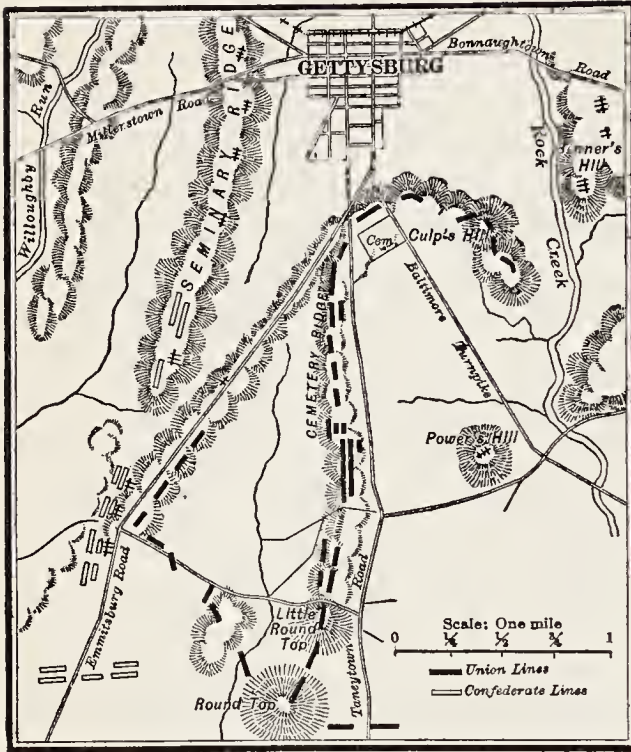 Bonnaughtown
Road
GETTYSBURG
Millerstown Road
Willoughby
Run
SEMINARY RIDGE
Rock
Creek
Benner's
Hill
Culp's Hill
Cem.
Baltimore
Turnpike
CEMETERY RIDGE
Power's Hill
Emmitsburg Road
Little
Round
Top
Round Top
Taneytown
Road
Scale: One mile
0 ¼ ½ ¾ 1
Union Lines
Confederate Lines